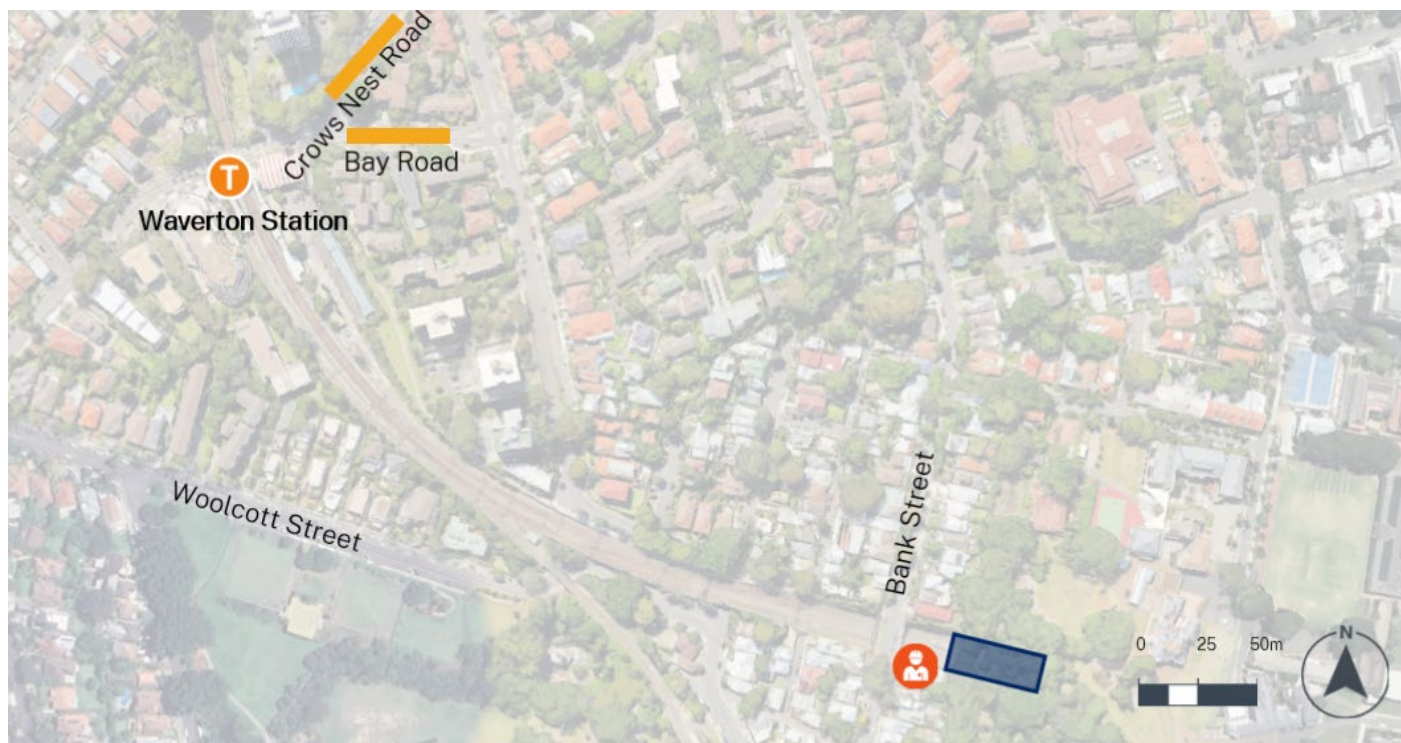 Crows Nest Road
Bay Road
T
Waverton Station
Woolcott Street
Bank Street
0 25 50m
N